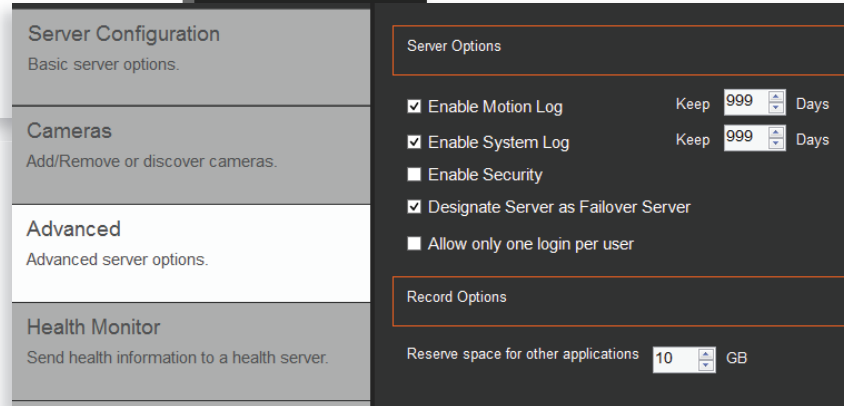 Server Configuration
Basic server options.
Cameras
Add/Remove or discover cameras.
Advanced
Advanced server options.
Health Monitor
Send health information to a health server.
Server Options
Enable Motion Log Keep 999 Days
Enable System Log Keep 999 Days
Enable Security
Designate Server as Failover Server
Allow only one login per user
Record Options
Reserve space for other applications 10 GB